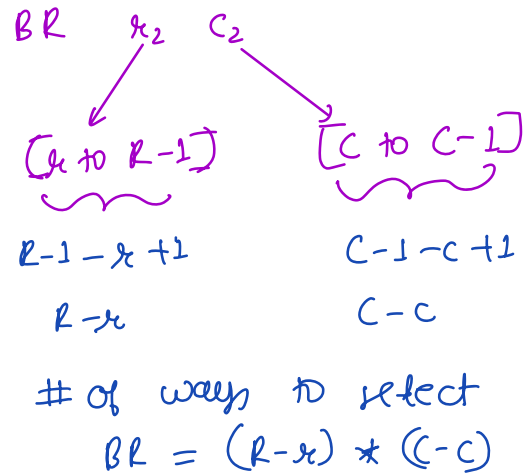 BR r₂ C₂
[r to R-1] [C to C-1]
R-1-r+1 C-1-c+1
R-r C-c
# of ways to select
BR = (R-r) * (C-c)